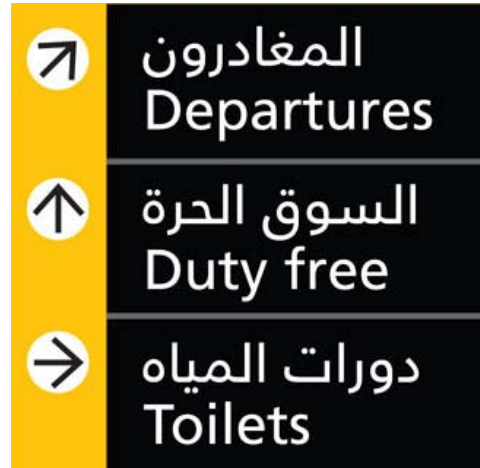 المغادرون
Departures
السوق الحرة
Duty free
دورات المياه
Toilets